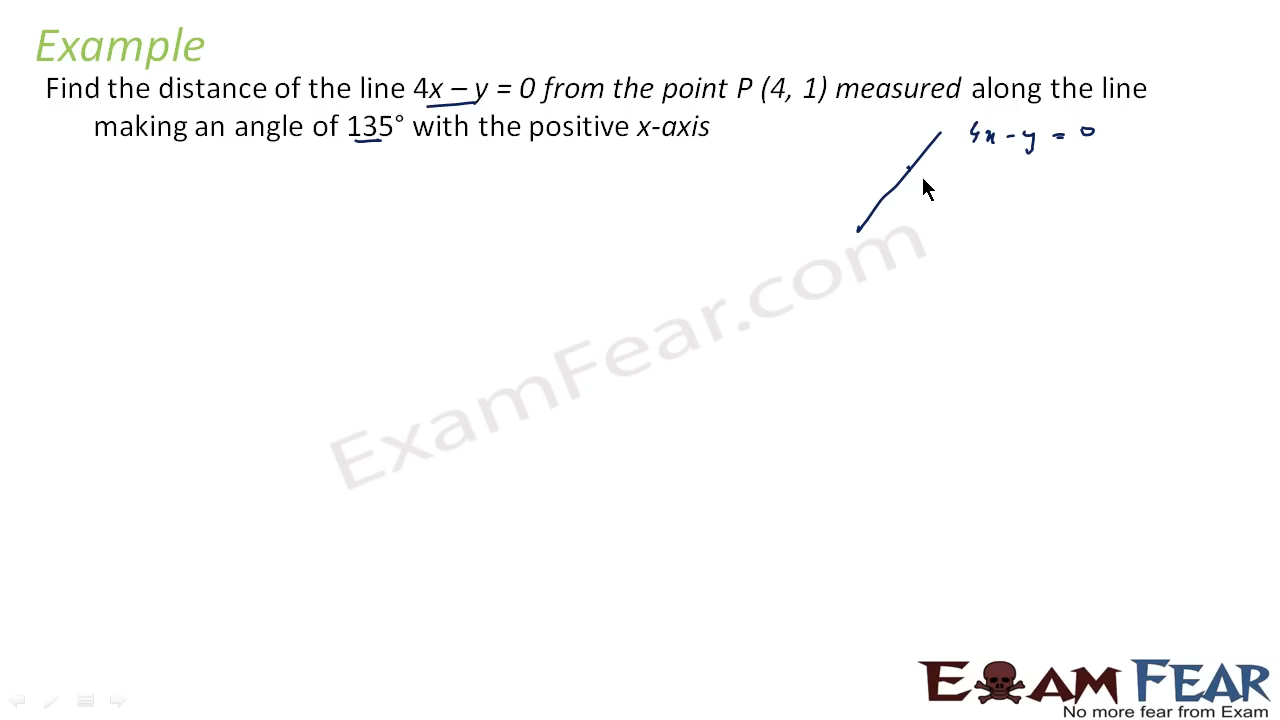 Example
Find the distance of the line 4x – y = 0 from the point P (4, 1) measured along the line
making an angle of 135° with the positive x-axis
4x - y = 0
ExamFear.com
EXAM FEAR
No more fear from Exam